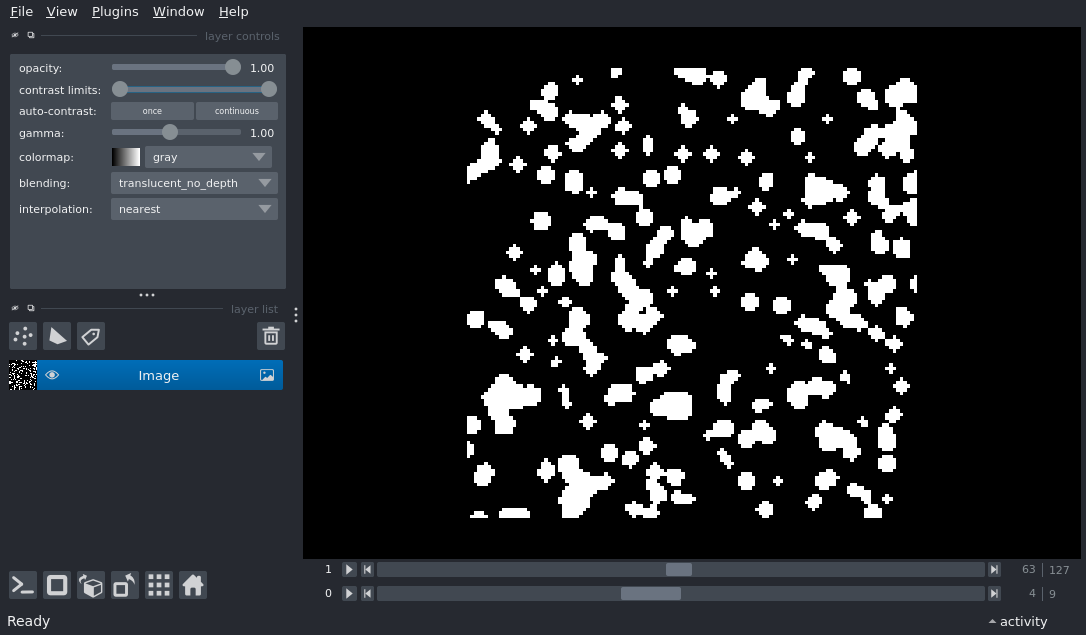 File View Plugins Window Help
layer controls
opacity: 1.00
contrast limits:
auto-contrast: once continuous
gamma: 1.00
colormap: gray
blending: translucent_no_depth
interpolation: nearest
layer list
Image
1 63 127
0 4 9
Ready activity